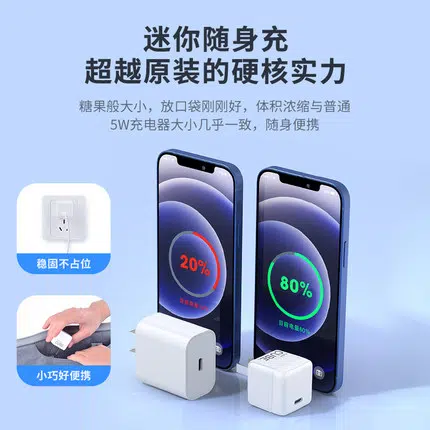 迷你随身充
超越原装的硬核实力
糖果般大小，放口袋刚刚好，体积浓缩与普通
5W充电器大小几乎一致，随身便携
稳固不占位
小巧好便携
20%
80%